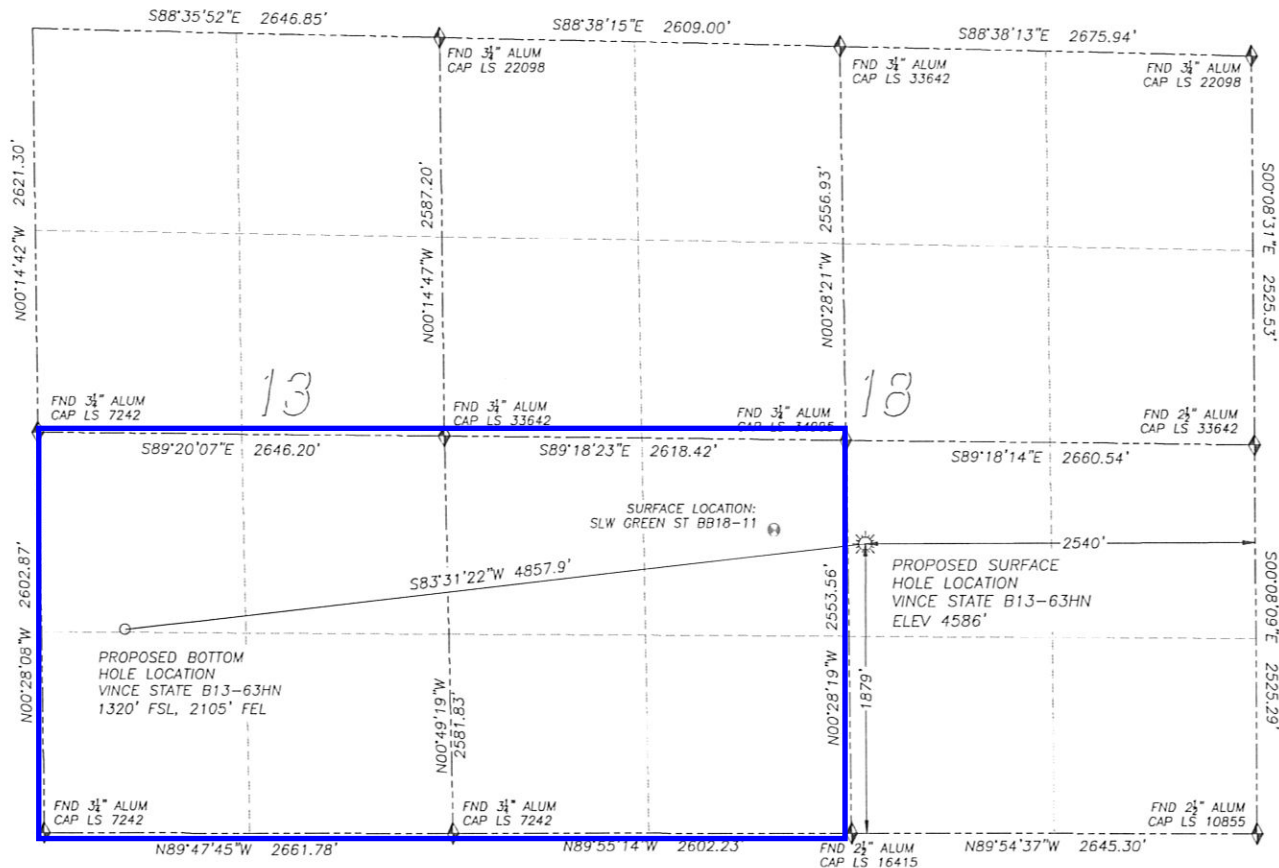 S88°35'52"E 2646.85'
S88°38'15"E 2609.00'
S88°38'13"E 2675.94'
FND 3¼" ALUM
CAP LS 22098
FND 3¼" ALUM
CAP LS 33642
FND 3¼" ALUM
CAP LS 22098
N00°14'42"W 2621.30'
N00°14'47"W 2587.20'
N00°28'21"W 2556.93'
S00°08'31"E 2525.53'
13
18
FND 3¼" ALUM
CAP LS 7242
FND 3¼" ALUM
CAP LS 33642
FND 3¼" ALUM
CAP LS
FND 2½" ALUM
CAP LS 33642
S89°20'07"E 2646.20'
S89°18'23"E 2618.42'
S89°18'14"E 2660.54'
SURFACE LOCATION:
SLW GREEN ST BB18-11
2540'
S83°31'22"W 4857.9'
PROPOSED SURFACE
HOLE LOCATION
VINCE STATE B13-63HN
ELEV 4586'
PROPOSED BOTTOM
HOLE LOCATION
VINCE STATE B13-63HN
1320' FSL, 2105' FEL
N00°28'08"W 2602.87'
N00°49'19"W
2581.83'
N00°28'19"W 2553.56'
1879'
S00°08'09"E 2525.29'
FND 3¼" ALUM
CAP LS 7242
FND 3¼" ALUM
CAP LS 7242
FND 2½" ALUM
CAP LS 10855
N89°47'45"W 2661.78'
N89°55'14"W 2602.23'
FND 2½" ALUM
CAP LS 16415
N89°54'37"W 2645.30'